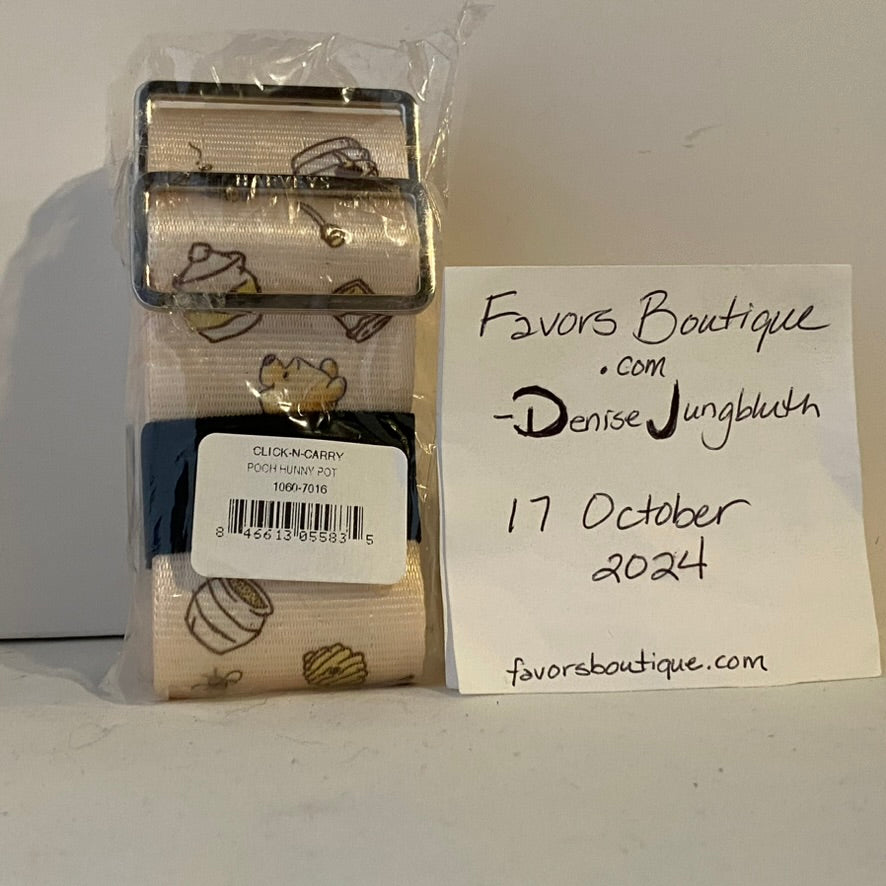 CLICK-N-CARRY
POOH HUNNY POT
1060-7016
8 46613 05583 5
Favors Boutique
.com
-Denise Jungbluth
17 October
2024
favorsboutique.com